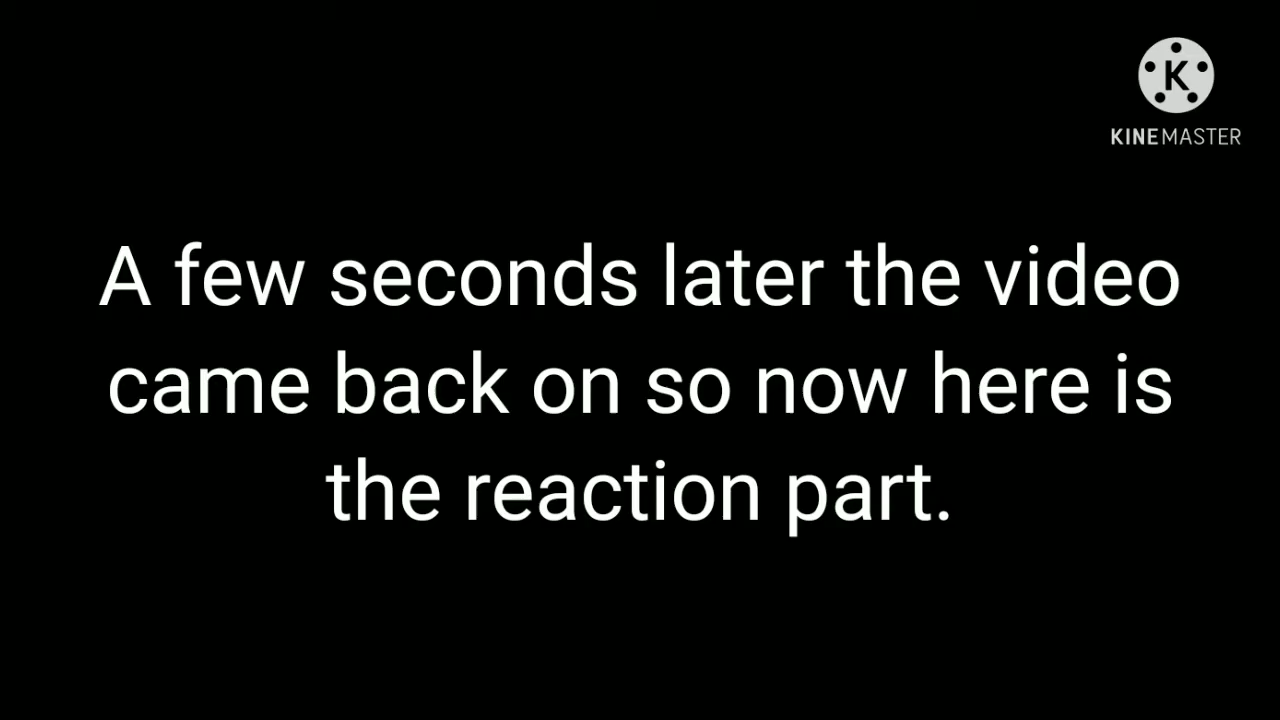 K
KINEMASTER
A few seconds later the video
came back on so now here is
the reaction part.